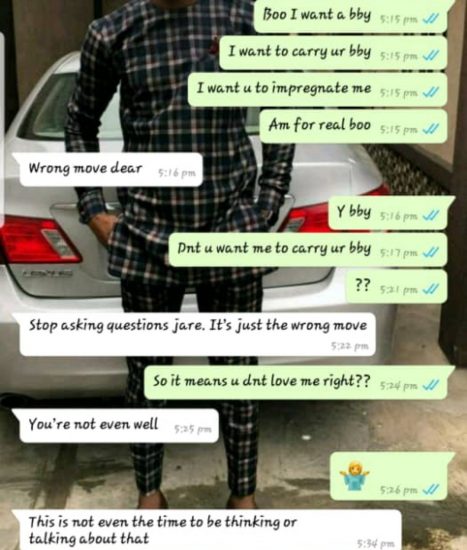 Boo I want a bby 5:15 pm
I want to carry ur bby 5:15 pm
I want u to impregnate me 5:15 pm
Am for real boo 5:15 pm
Wrong move dear 5:16 pm
Y bby 5:16 pm
Dnt u want me to carry ur bby 5:17 pm
?? 5:21 pm
Stop asking questions jare. It's just the wrong move
5:22 pm
So it means u dnt love me right?? 5:24 pm
You're not even well 5:25 pm
5:26 pm
This is not even the time to be thinking or
talking about that 5:34 pm